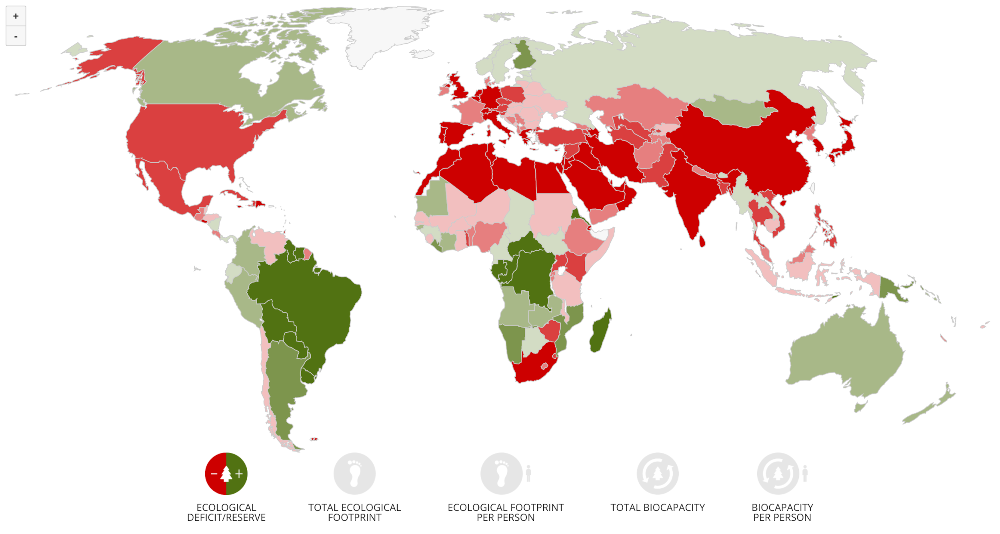 +
-
ECOLOGICAL
DEFICIT/RESERVE
TOTAL ECOLOGICAL
FOOTPRINT
ECOLOGICAL FOOTPRINT
PER PERSON
TOTAL BIOCAPACITY
BIOCAPACITY
PER PERSON